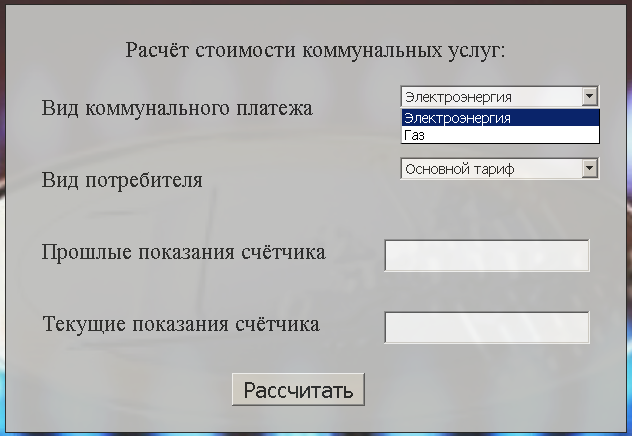 Расчёт стоимости коммунальных услуг:
Вид коммунального платежа
Электроэнергия
Электроэнергия
Газ
Вид потребителя
Основной тариф
Прошлые показания счётчика
Текущие показания счётчика
Рассчитать